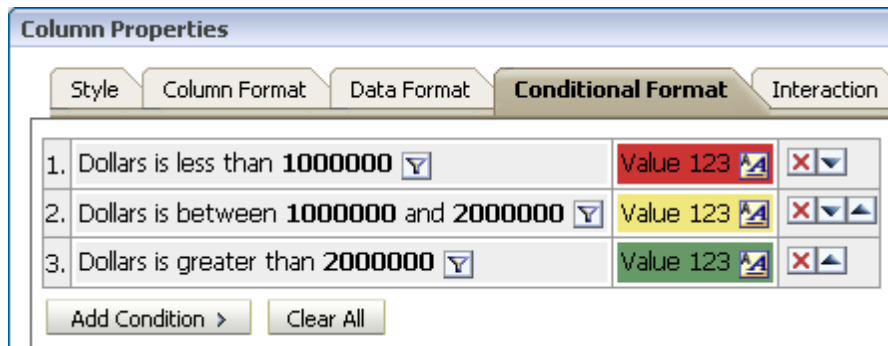 Column Properties
Style Column Format Data Format Conditional Format Interaction
1. Dollars is less than 1000000 Value 123
2. Dollars is between 1000000 and 2000000 Value 123
3. Dollars is greater than 2000000 Value 123
Add Condition > Clear All